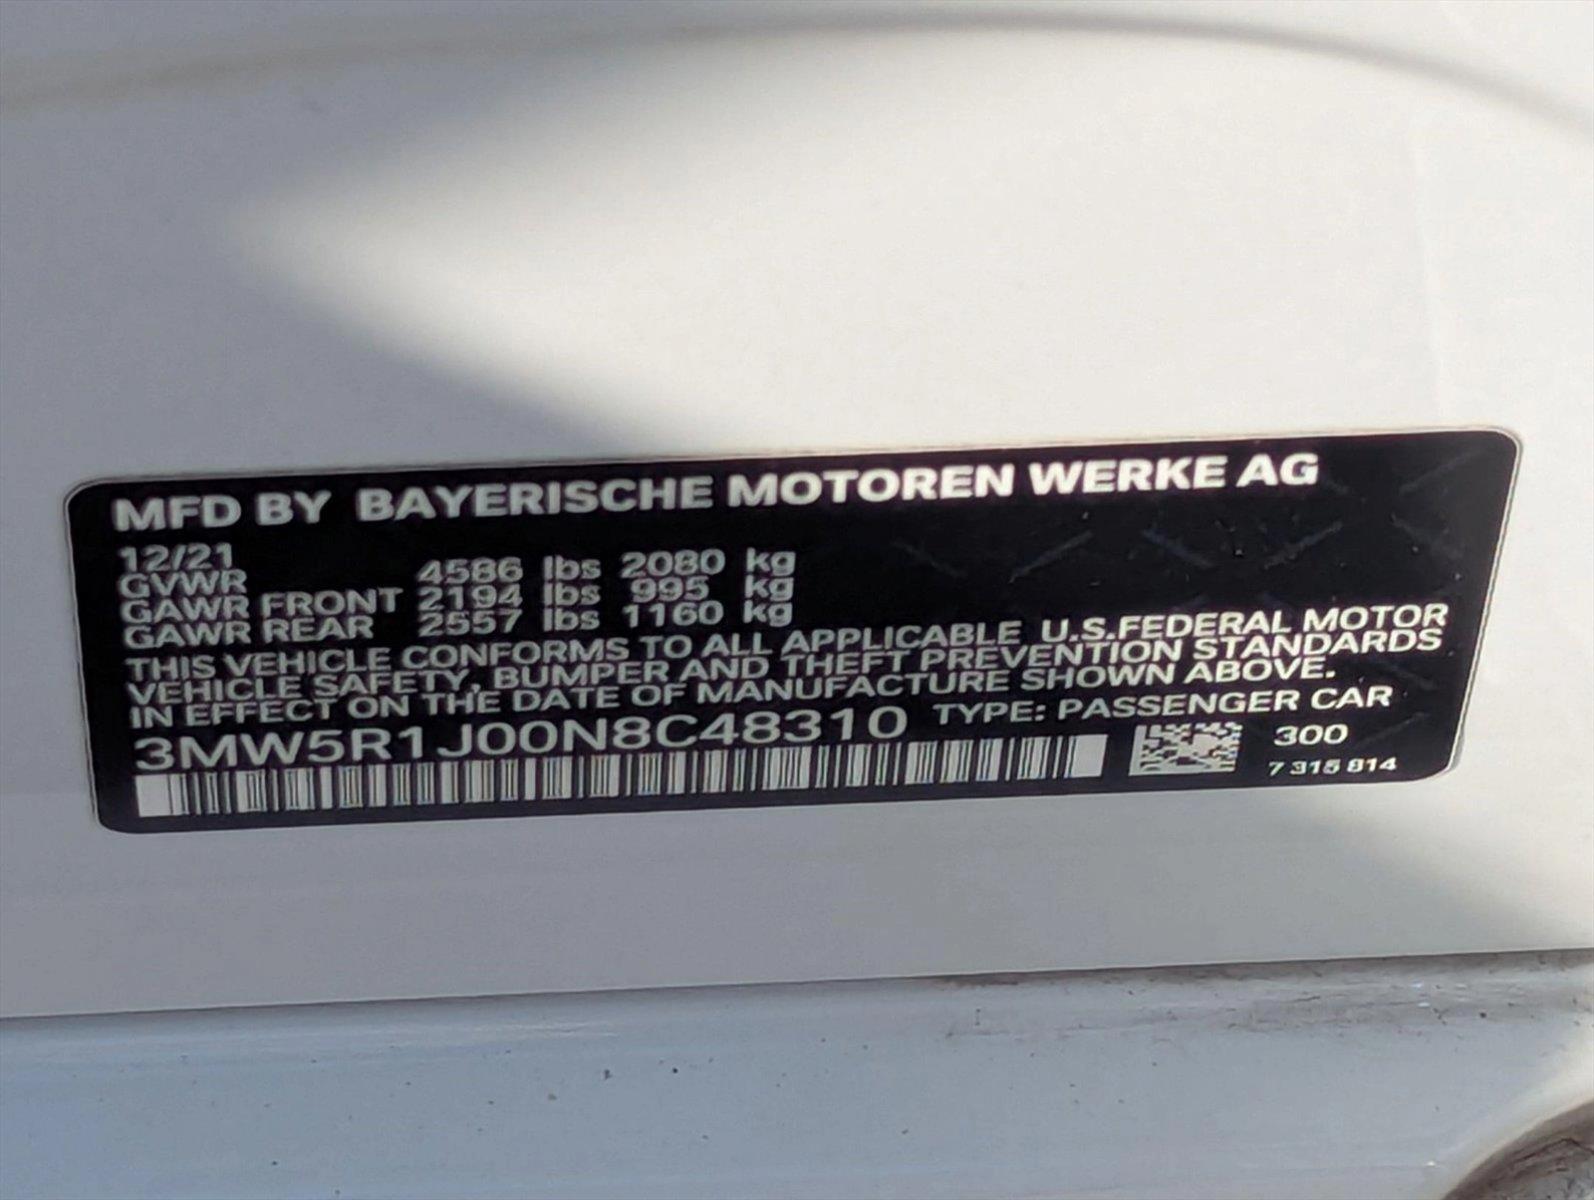 MFD BY BAYERISCHE MOTOREN WERKE AG
12/21
GVWR 4586 lbs 2080 kg
GAWR FRONT 2194 lbs 995 kg
GAWR REAR 2557 lbs 1160 kg
THIS VEHICLE CONFORMS TO ALL APPLICABLE U.S.FEDERAL MOTOR
VEHICLE SAFETY, BUMPER AND THEFT PREVENTION STANDARDS
IN EFFECT ON THE DATE OF MANUFACTURE SHOWN ABOVE.
3MW5R1J00N8C48310 TYPE: PASSENGER CAR
300
7 315 814